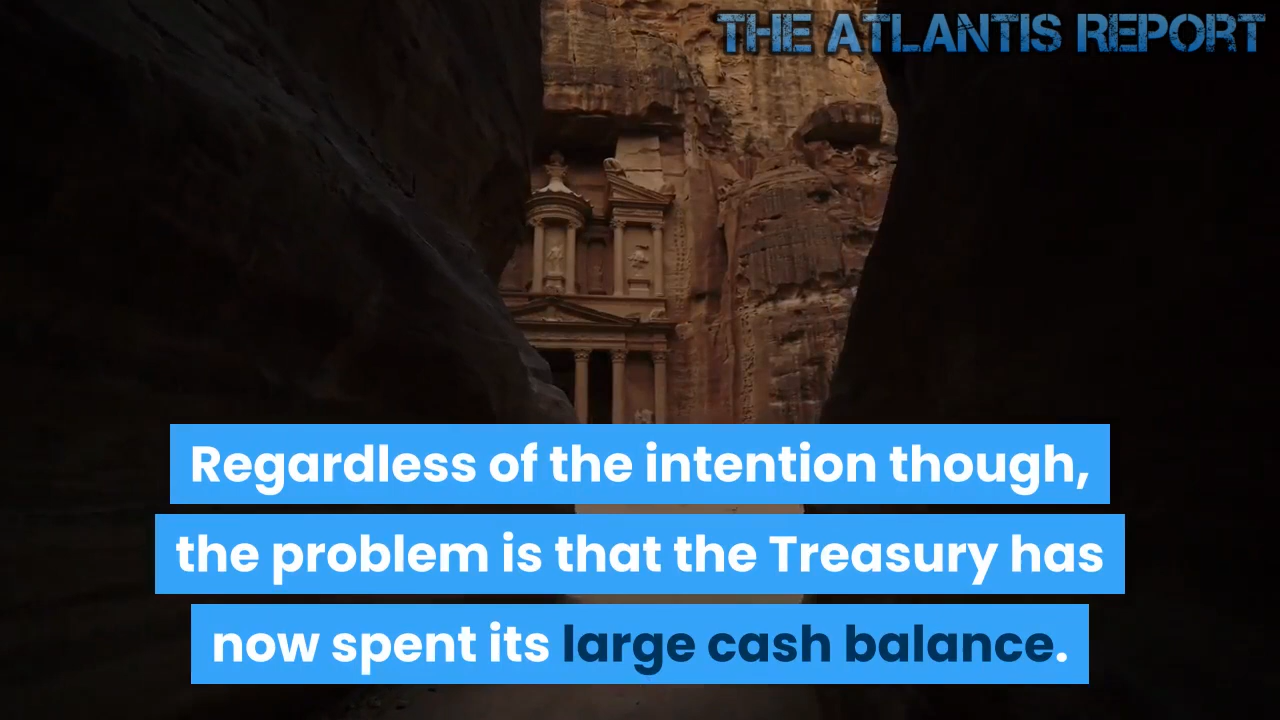 THE ATLANTIS REPORT
Regardless of the intention though,
the problem is that the Treasury has
now spent its large cash balance.